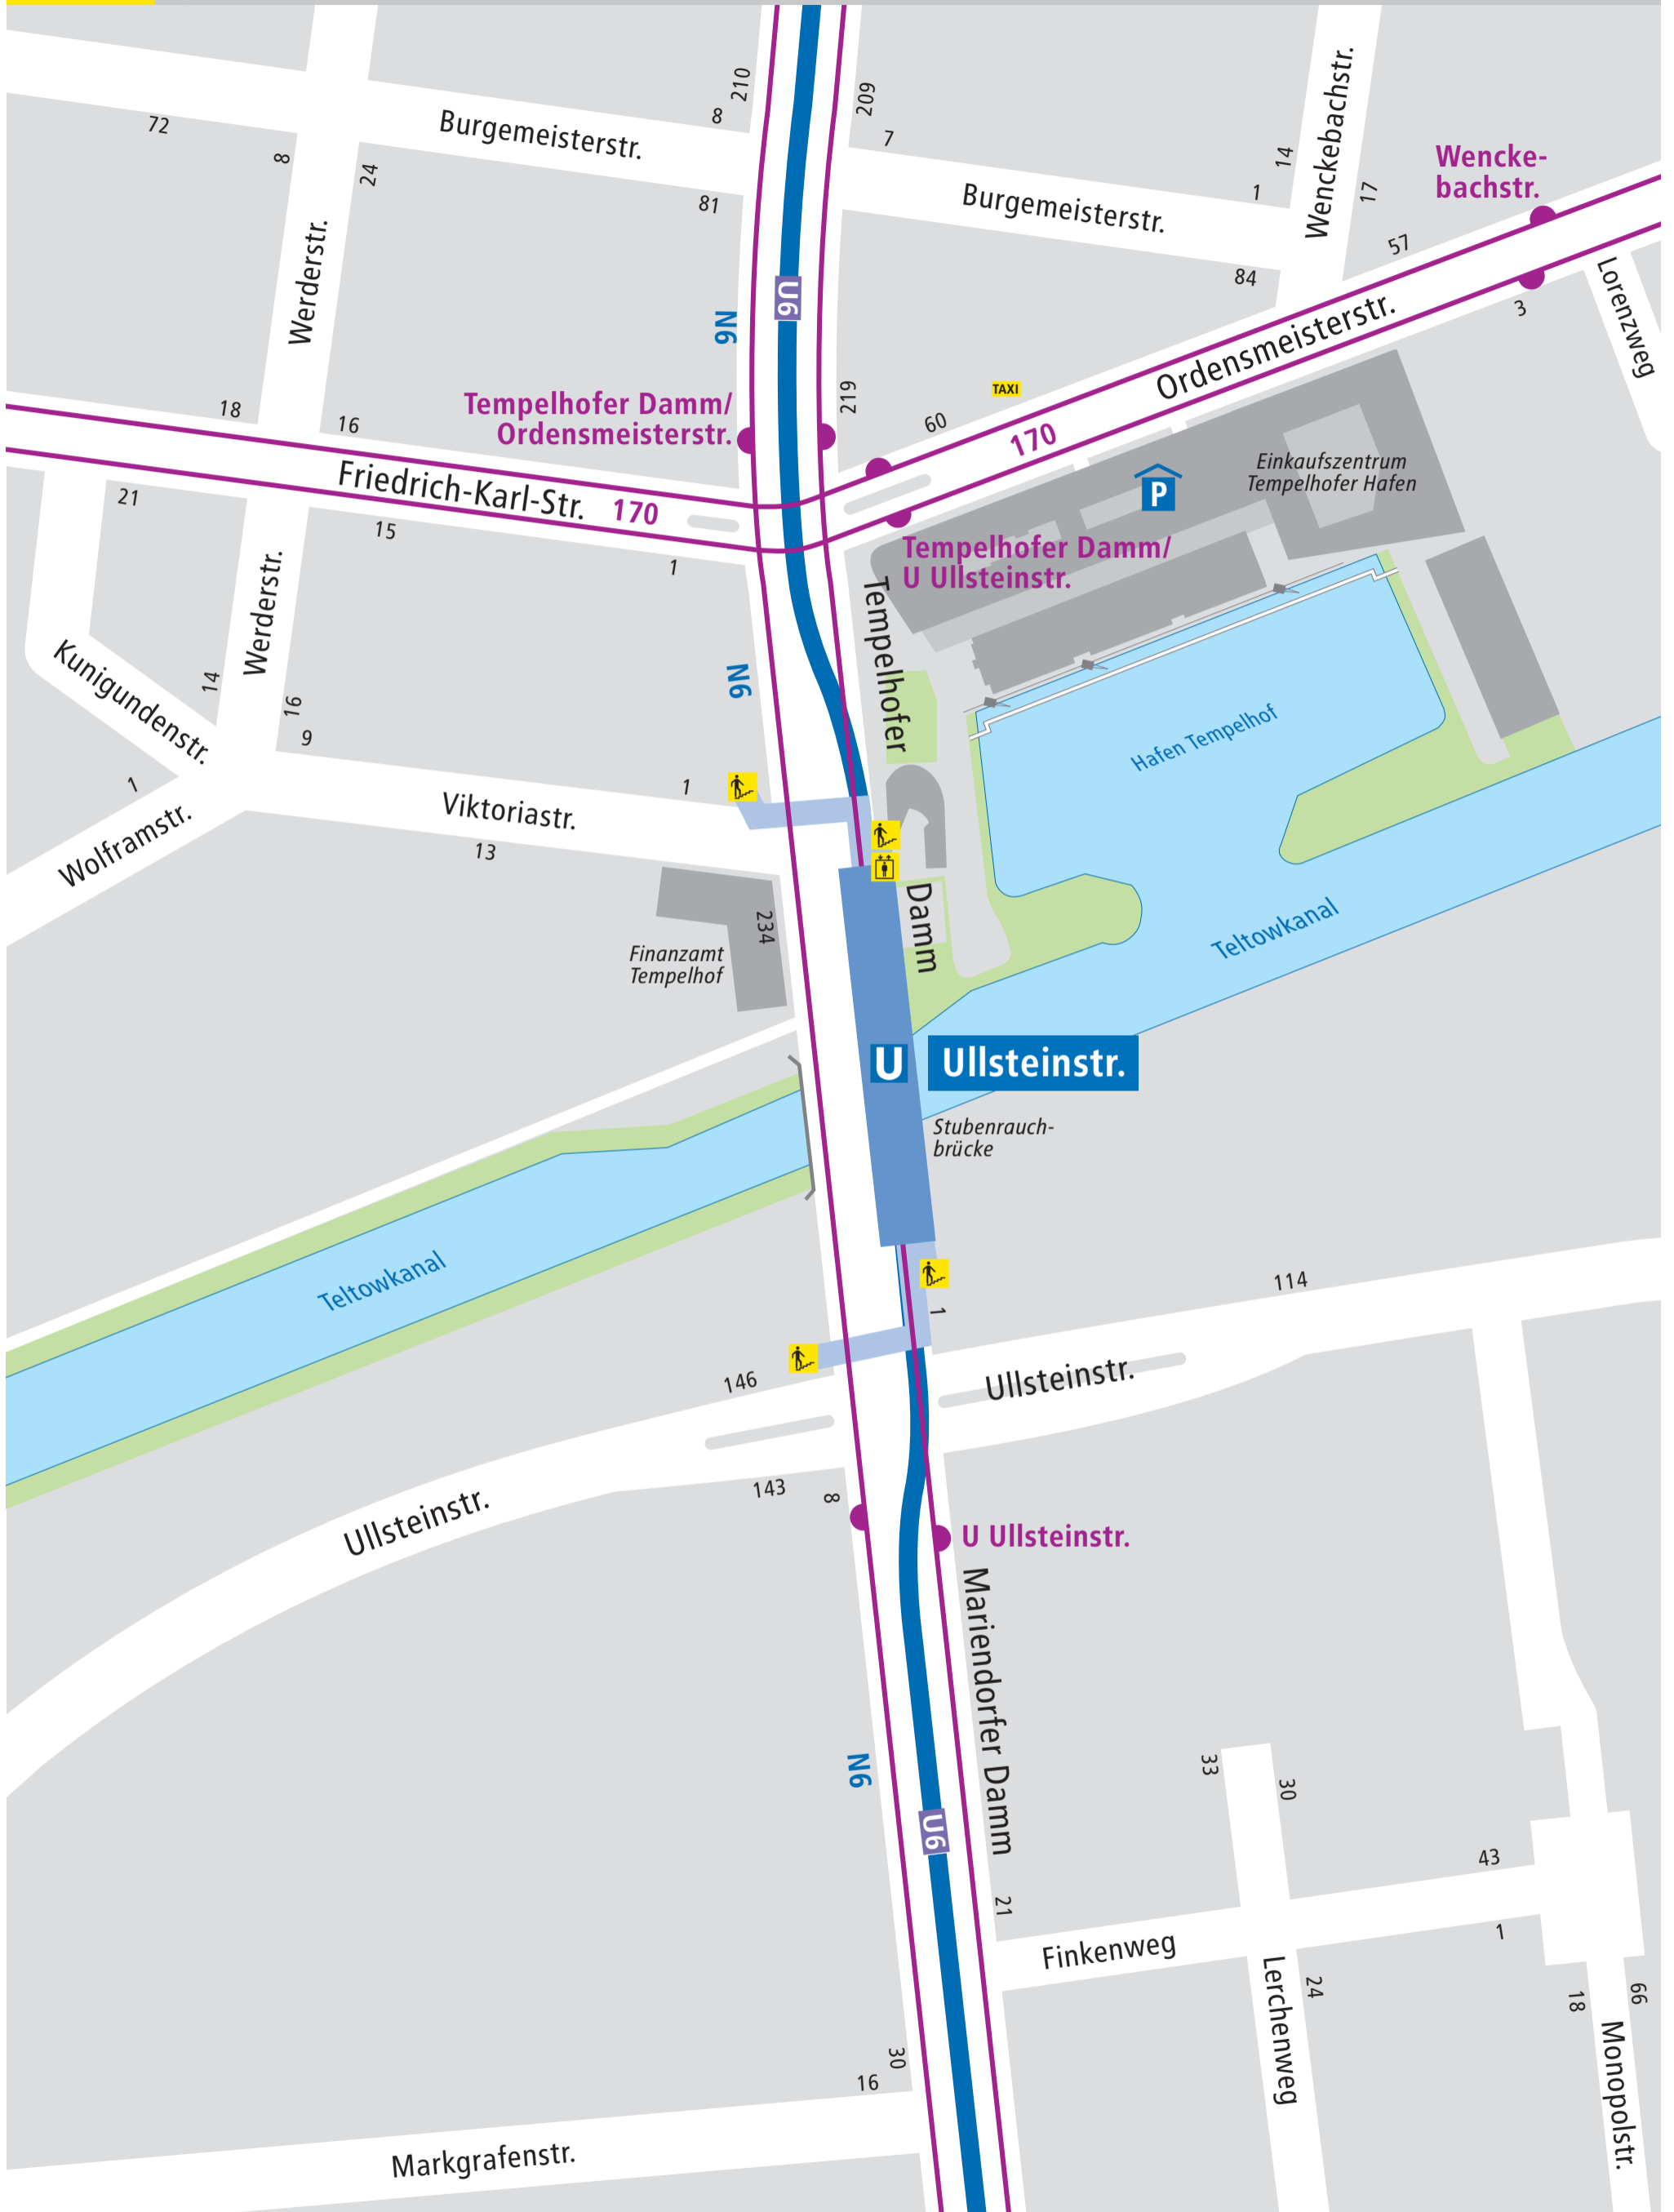 210
209
72
8
24
Burgemeisterstr.
8
7
81
Burgemeisterstr.
1
14
17
84
Wenckebachstr.
Wencke-
bachstr.
57
3
Lorenzweg
Werderstr.
N6
U6
219
TAXI
60
Ordensmeisterstr.
170
18
16
Tempelhofer Damm/
Ordensmeisterstr.
Friedrich-Karl-Str.
170
21
15
1
Einkaufszentrum
Tempelhofer Hafen
P
Tempelhofer Damm/
U Ullsteinstr.
Werderstr.
14
16
9
Kunigundenstr.
1
Wolframstr.
N6
Tempelhofer
Damm
Hafen Tempelhof
Viktoriastr.
1
13
234
Finanzamt
Tempelhof
Teltowkanal
U
Ullsteinstr.
Stubenrauch-
brücke
Teltowkanal
1
114
146
Ullsteinstr.
143
8
Ullsteinstr.
U Ullsteinstr.
Mariendorfer Damm
N6
U6
33
30
21
43
1
Finkenweg
Lerchenweg
24
18
66
Monopolstr.
30
16
Markgrafenstr.